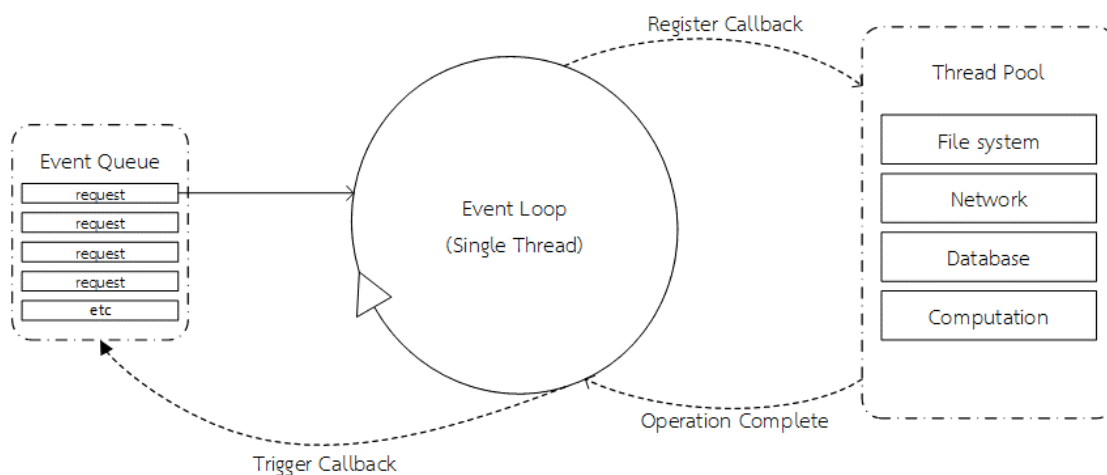 Register Callback
Thread Pool
File system
Network
Database
Computation
Event Queue
request
request
request
request
etc
Event Loop
(Single Thread)
Operation Complete
Trigger Callback